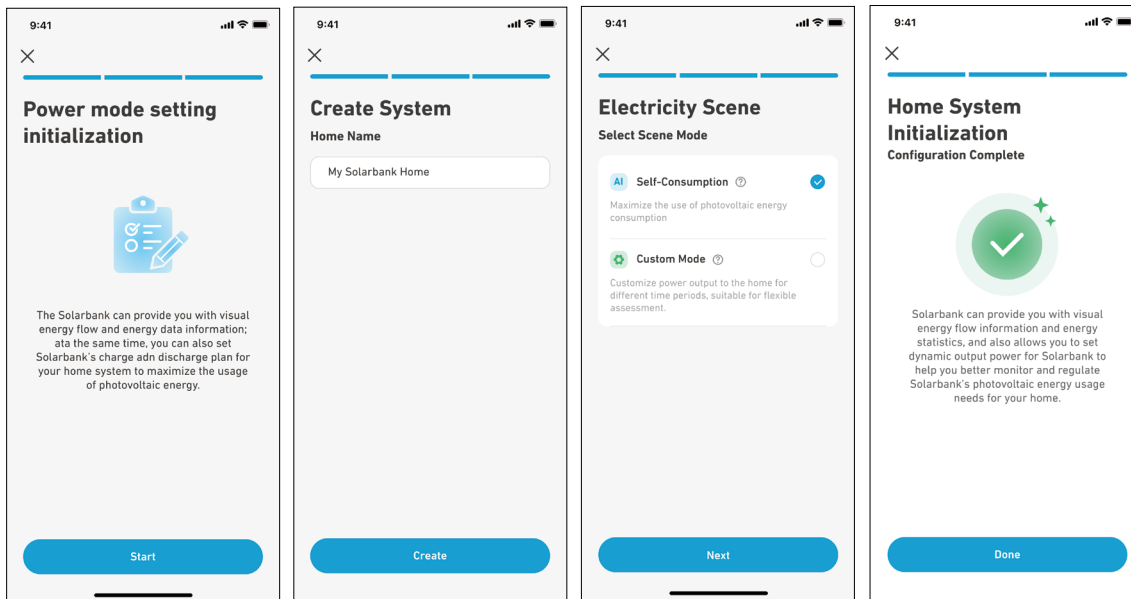 9:41
Power mode setting
initialization
The Solarbank can provide you with visual
energy flow and energy data information;
ata the same time, you can also set
Solarbank's charge adn discharge plan for
your home system to maximize the usage
of photovoltaic energy.
Start
9:41
Create System
Home Name
My Solarbank Home
Create
9:41
Electricity Scene
Select Scene Mode
AI Self-Consumption ?
Maximize the use of photovoltaic energy
consumption
Custom Mode ?
Customize power output to the home for
different time periods, suitable for flexible
assessment.
Next
9:41
Home System
Initialization
Configuration Complete
Solarbank can provide you with visual
energy flow information and energy
statistics, and also allows you to set
dynamic output power for Solarbank to
help you better monitor and regulate
Solarbank's photovoltaic energy usage
needs for your home.
Done